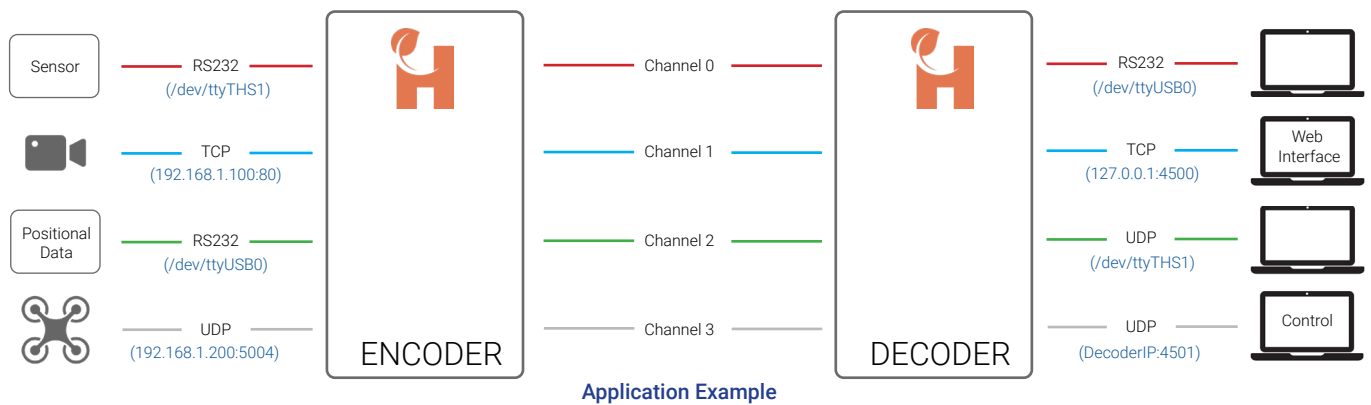 Sensor
RS232
(/dev/ttyTHS1)
Channel 0
RS232
(/dev/ttyUSB0)
TCP
(192.168.1.100:80)
Channel 1
TCP
(127.0.0.1:4500)
Web
Interface
Positional
Data
RS232
(/dev/ttyUSB0)
Channel 2
UDP
(/dev/ttyTHS1)
UDP
(192.168.1.200:5004)
Channel 3
UDP
(DecoderIP:4501)
Control
ENCODER
DECODER
Application Example